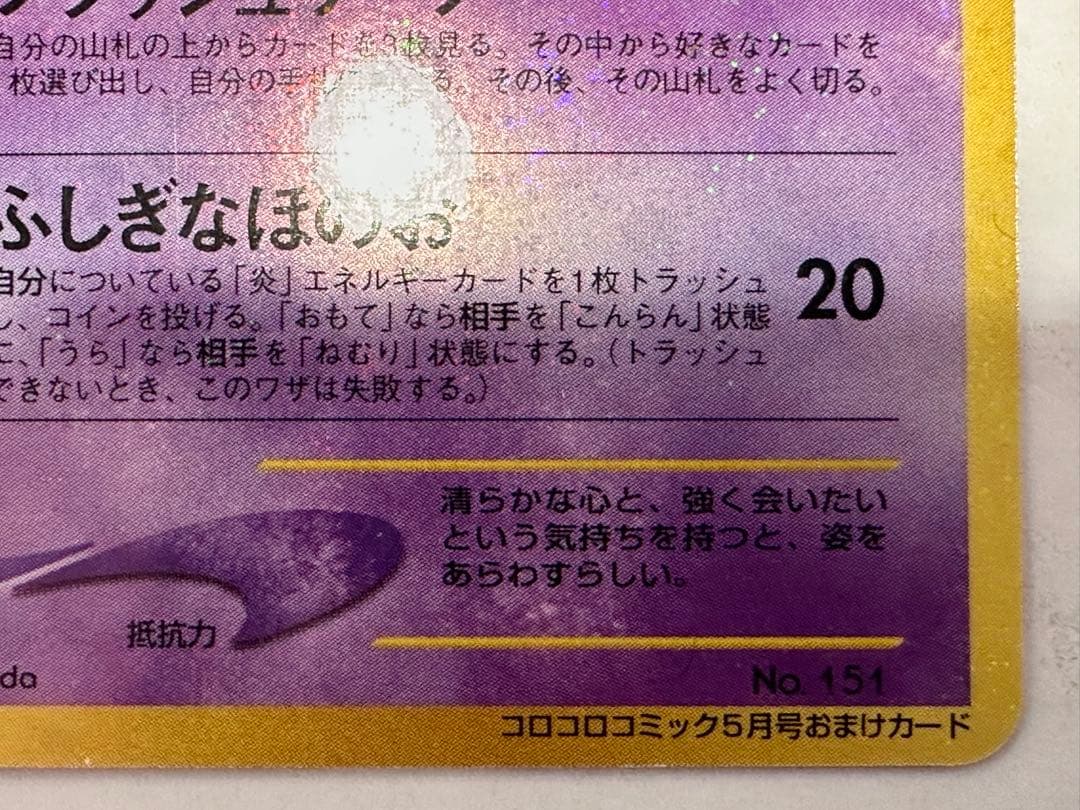 自分の山札の上からカードを3枚見る。その中から好きなカードを
枚選び出し、自分の手札に る。その後、その山札をよく切る。
ふしぎなほのお
自分についている「炎」エネルギーカードを1枚トラッシュ
し、コインを投げる。「おもて」なら相手を「こんらん」状態
に、「うら」なら相手を「ねむり」状態にする。（トラッシュ
できないとき、このワザは失敗する。）
20
清らかな心と、強く会いたい
という気持ちを持つと、姿を
あらわすらしい。
抵抗力
da
No. 151
コロコロコミック5月号おまけカード